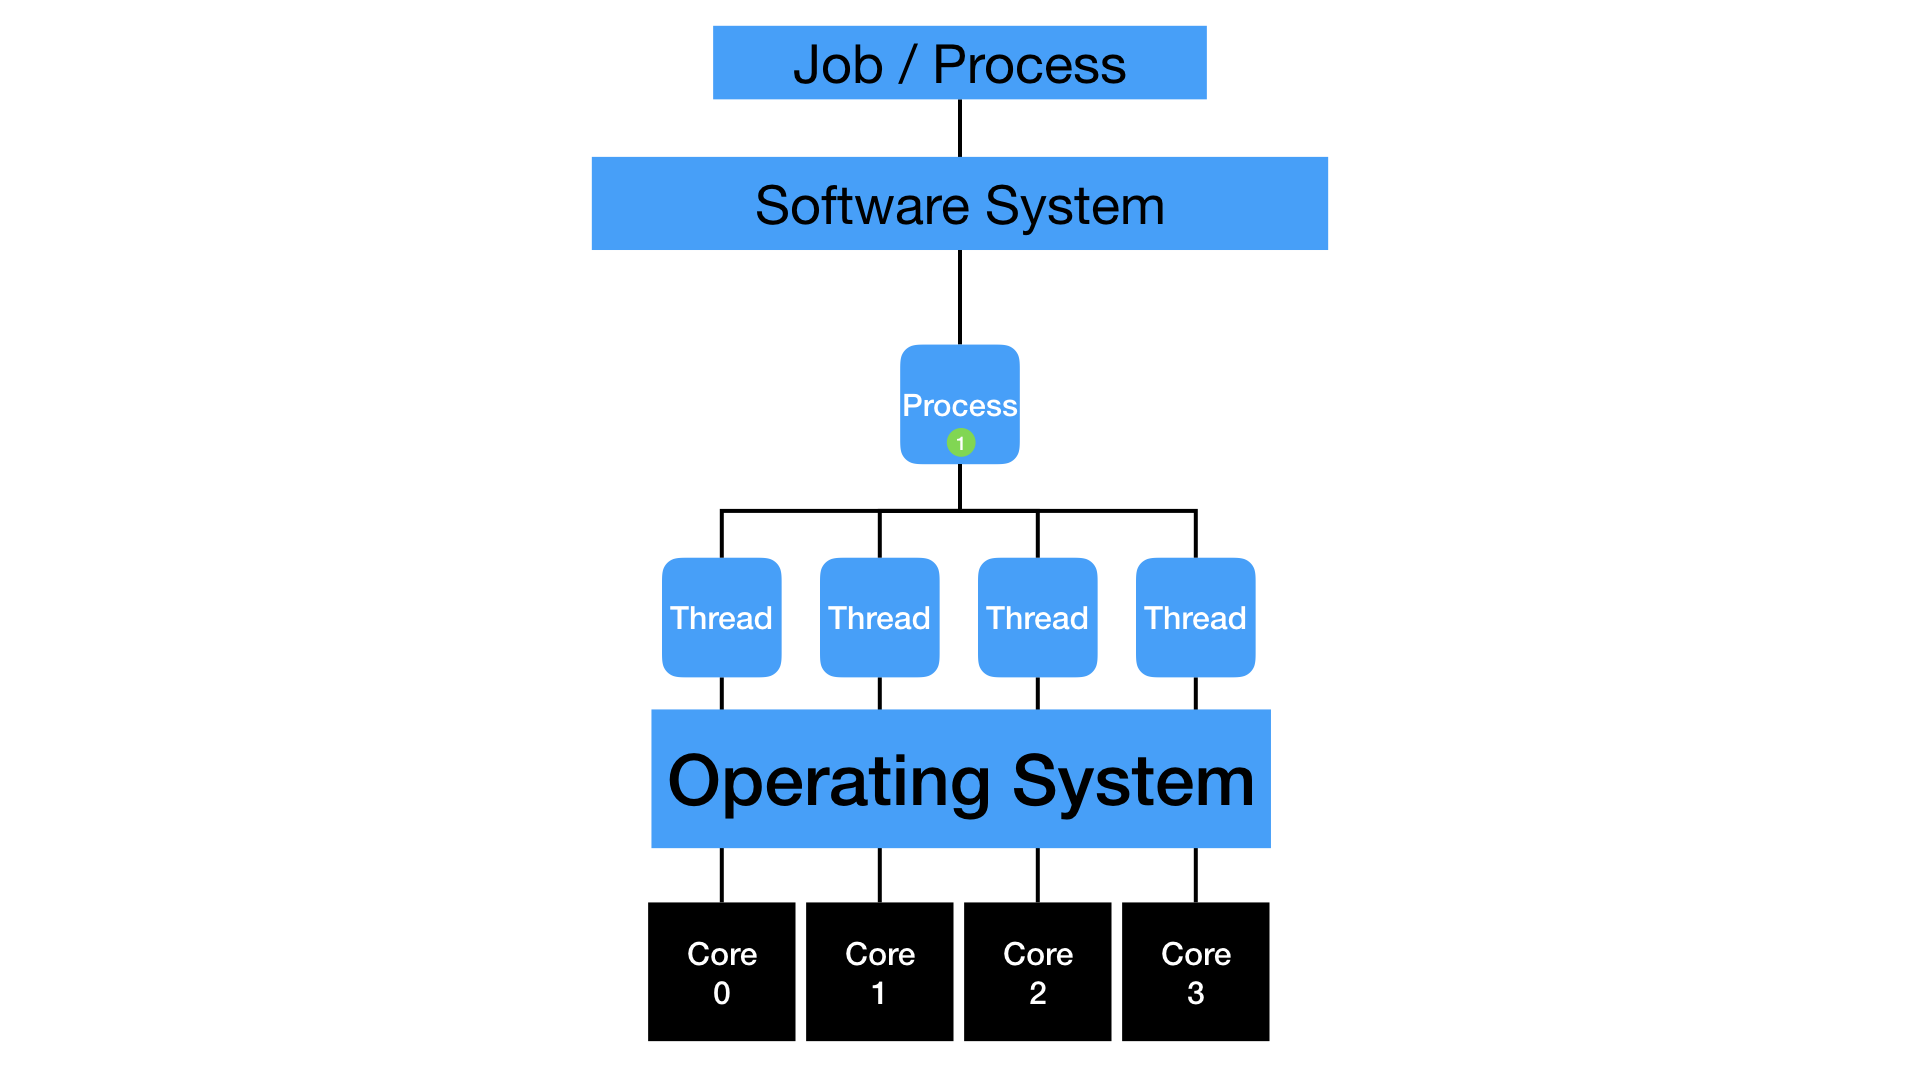 Job / Process
Software System
Process
1
Thread Thread Thread Thread
Operating System
Core Core Core Core
0 1 2 3